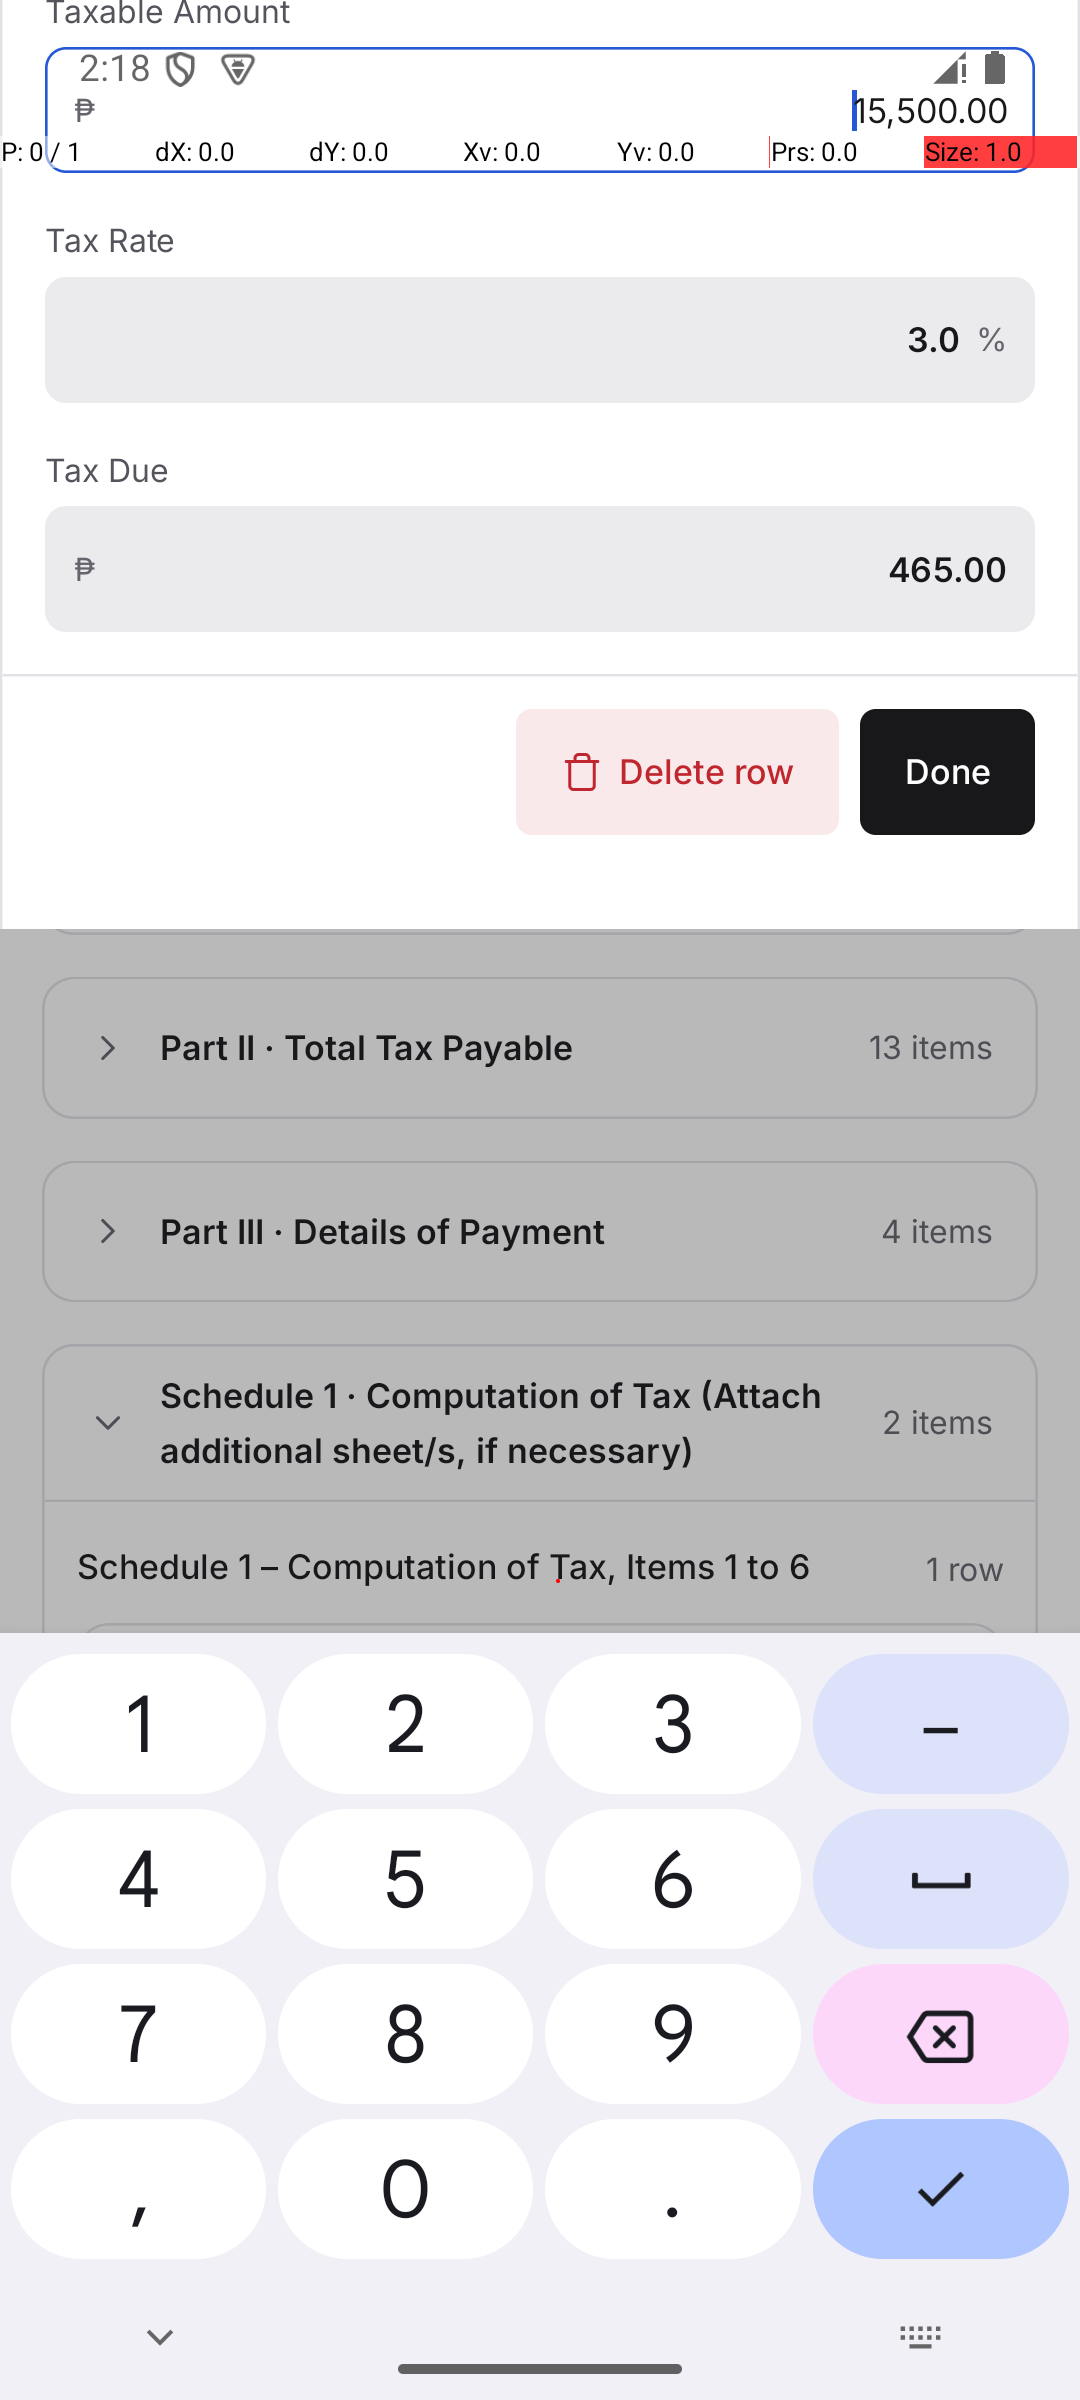 Taxable Amount
2:18
₱ 15,500.00
P: 0 / 1 dX: 0.0 dY: 0.0 Xv: 0.0 Yv: 0.0 Prs: 0.0 Size: 1.0
Tax Rate
3.0 %
Tax Due
₱ 465.00
Delete row
Done
Part II · Total Tax Payable 13 items
Part III · Details of Payment 4 items
Schedule 1 · Computation of Tax (Attach
additional sheet/s, if necessary) 2 items
Schedule 1 – Computation of Tax, Items 1 to 6 1 row
1 2 3 –
4 5 6
7 8 9
, 0 .